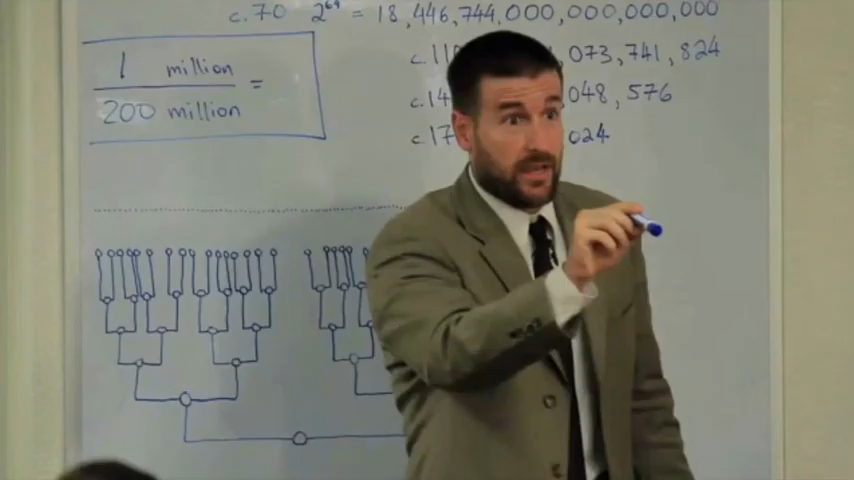 c.70 2⁶⁴ = 18,446,744,000,000,000,000
1 million
200 million =
c.11 ,073,741,824
c.14 ,048,576
c.17 ,024